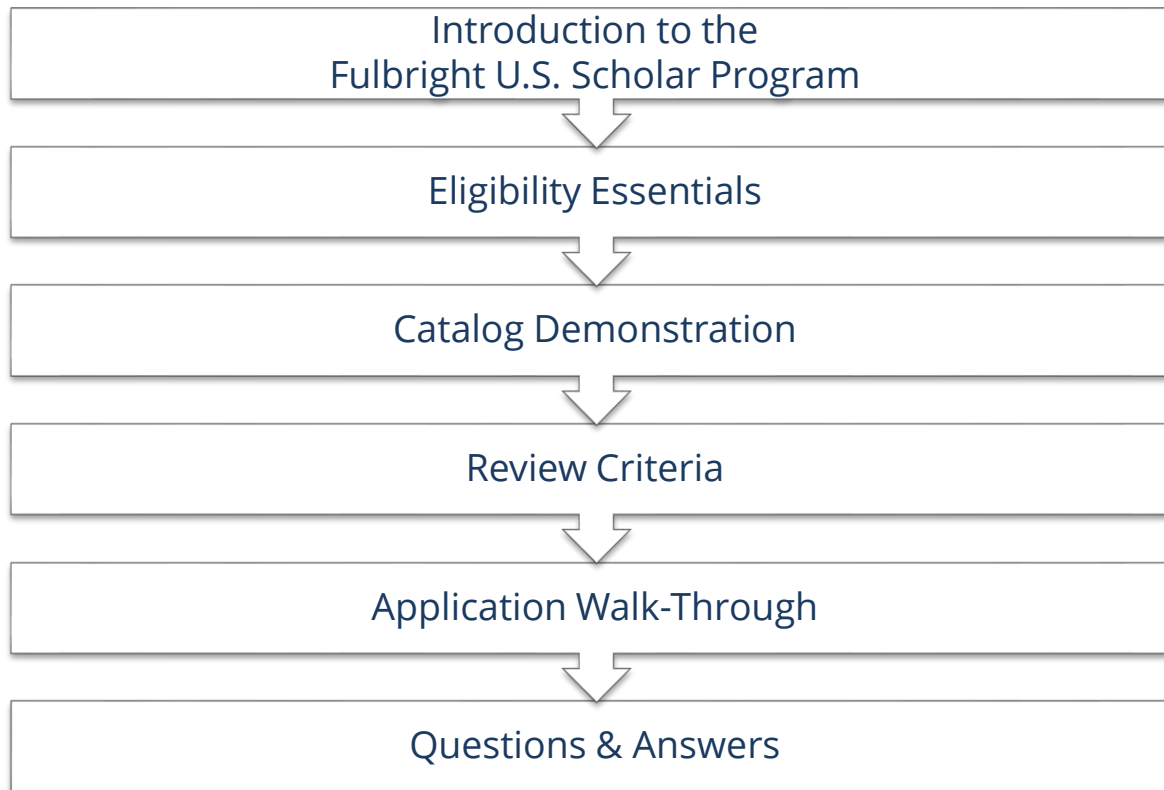 Introduction to the
Fulbright U.S. Scholar Program
Eligibility Essentials
Catalog Demonstration
Review Criteria
Application Walk-Through
Questions & Answers